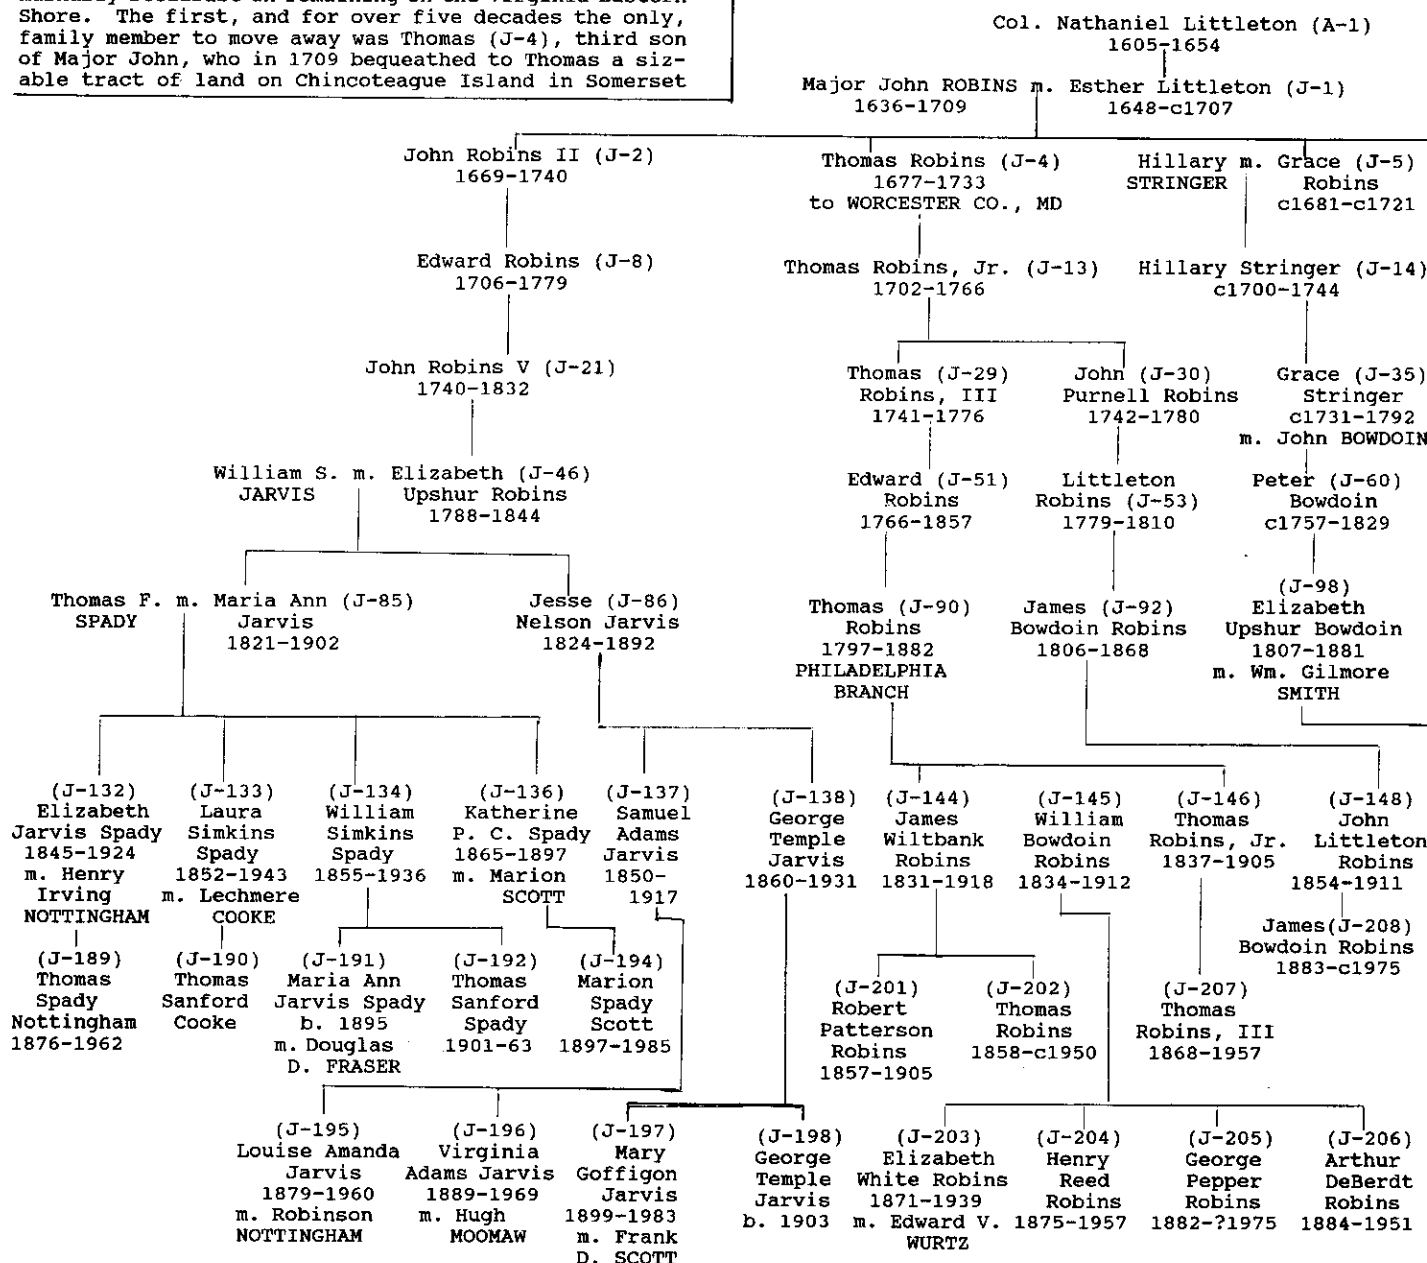 Shore. The first, and for over five decades the only,
family member to move away was Thomas (J-4), third son
of Major John, who in 1709 bequeathed to Thomas a siz-
able tract of land on Chincoteague Island in Somerset
Col. Nathaniel Littleton (A-1)
1605-1654
Major John ROBINS m. Esther Littleton (J-1)
1636-1709 1648-c1707
John Robins II (J-2)
1669-1740
Thomas Robins (J-4)
1677-1733
to WORCESTER CO., MD
Hillary m. Grace (J-5)
STRINGER Robins
c1681-c1721
Edward Robins (J-8)
1706-1779
Thomas Robins, Jr. (J-13)
1702-1766
Hillary Stringer (J-14)
c1700-1744
John Robins V (J-21)
1740-1832
Thomas (J-29)
Robins, III
1741-1776
John (J-30)
Purnell Robins
1742-1780
Grace (J-35)
Stringer
c1731-1792
m. John BOWDOIN
William S. m. Elizabeth (J-46)
JARVIS Upshur Robins
1788-1844
Edward (J-51)
Robins
1766-1857
Littleton
Robins (J-53)
1779-1810
Peter (J-60)
Bowdoin
c1757-1829
Thomas F. m. Maria Ann (J-85)
SPADY Jarvis
1821-1902
Jesse (J-86)
Nelson Jarvis
1824-1892
Thomas (J-90)
Robins
1797-1882
PHILADELPHIA
BRANCH
James (J-92)
Bowdoin Robins
1806-1868
(J-98)
Elizabeth
Upshur Bowdoin
1807-1881
m. Wm. Gilmore
SMITH
(J-132)
Elizabeth
Jarvis Spady
1845-1924
m. Henry
Irving
NOTTINGHAM
(J-133)
Laura
Simkins
Spady
1852-1943
m. Lechmere
COOKE
(J-134)
William
Simkins
Spady
1855-1936
(J-136)
Katherine
P. C. Spady
1865-1897
m. Marion
SCOTT
(J-137)
Samuel
Adams
Jarvis
1850-
1917
(J-138)
George
Temple
Jarvis
1860-1931
(J-144)
James
Wiltbank
Robins
1831-1918
(J-145)
William
Bowdoin
Robins
1834-1912
(J-146)
Thomas
Robins, Jr.
1837-1905
(J-148)
John
Littleton
Robins
1854-1911
James(J-208)
Bowdoin Robins
1883-c1975
(J-189)
Thomas
Spady
Nottingham
1876-1962
(J-190)
Thomas
Sanford
Cooke
(J-191)
Maria Ann
Jarvis Spady
b. 1895
m. Douglas
D. FRASER
(J-192)
Thomas
Sanford
Spady
1901-63
(J-194)
Marion
Spady
Scott
1897-1985
(J-201)
Robert
Patterson
Robins
1857-1905
(J-202)
Thomas
Robins
1858-c1950
(J-207)
Thomas
Robins, III
1868-1957
(J-195)
Louise Amanda
Jarvis
1879-1960
m. Robinson
NOTTINGHAM
(J-196)
Virginia
Adams Jarvis
1889-1969
m. Hugh
MOOMAW
(J-197)
Mary
Goffigon
Jarvis
1899-1983
m. Frank
D. SCOTT
(J-198)
George
Temple
Jarvis
b. 1903
(J-203)
Elizabeth
White Robins
1871-1939
m. Edward V.
WURTZ
(J-204)
Henry
Reed
Robins
1875-1957
(J-205)
George
Pepper
Robins
1882-?1975
(J-206)
Arthur
DeBerdt
Robins
1884-1951